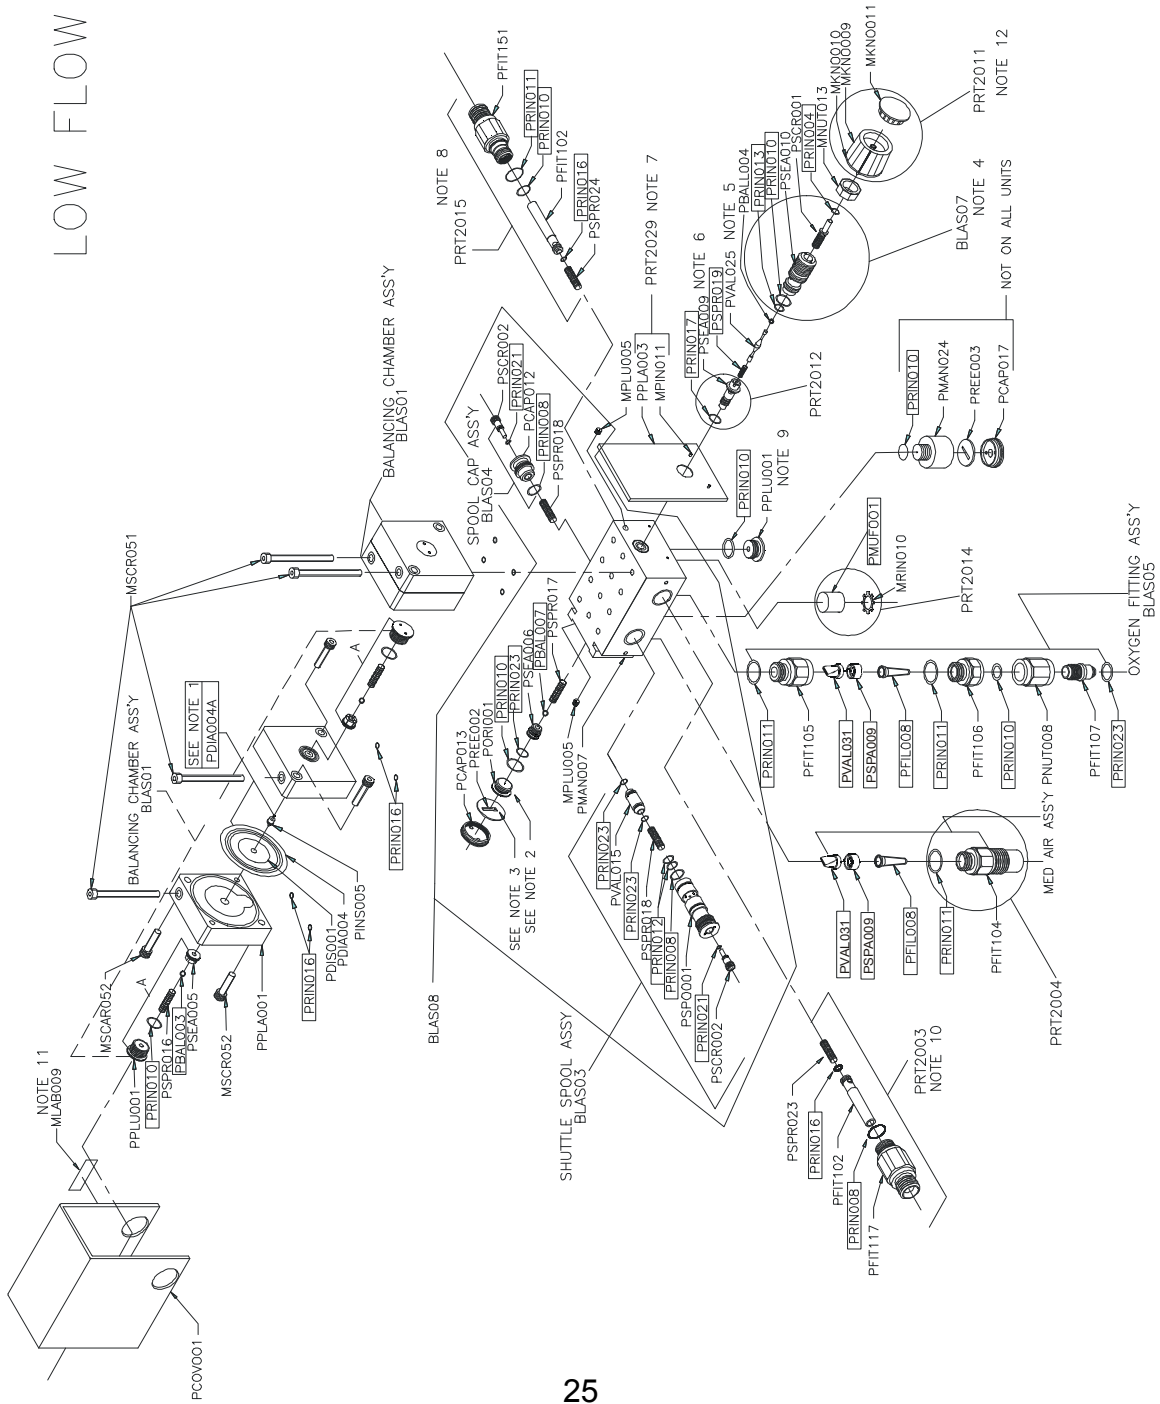 LOW FLOW
NOTE 11
MLAB009
PCOV001
PPLU001
PRIN010
PSPR016
PBAL003
PSEA005
MSCAR052
A
MSCR052
PPLA001
BALANCING CHAMBER ASS'Y
BLAS01
SEE NOTE 1
PDIA004A
PRIN016
PDIS001
PDIA004
PINS005
PRIN016
A
MSCR051
BALANCING CHAMBER ASS'Y
BLAS01
BLAS08
SPOOL CAP ASS'Y
BLAS04
PSCR002
PRIN021
PCAP012
PRIN008
PSPR018
NOTE 8
PRT2015
PFIT151
PRIN011
PRIN010
PFIT102
PRIN016
PSPR024
PCAP013
PREE002
PORI001
PRIN010
PRIN023
PSEA006
PBAL007
PSPR017
SEE NOTE 3
SEE NOTE 2
MPLU005
PMAN007
MPLU005
PPLA003
MPIN011
PRT2029 NOTE 7
PRIN017
PSEA009 NOTE 6
PSPR019
PVAL025 NOTE 5
PBALL004
PRIN013
PRIN010
PSEA010
PSCR001
PRIN004
MNUT013
MKNO010
MKNO009
MKNO011
PRT2011
NOTE 12
PRT2012
BLAS07
NOTE 4
NOT ON ALL UNITS
PRIN010
PMAN024
PREE003
PCAP017
PRIN010
PPLU001
NOTE 9
PMUF001
MRIN010
PRT2014
SHUTTLE SPOOL ASSY
BLAS03
PRIN023
PVAL015
PRIN023
PSPR018
PRIN012
PRIN008
PSPO001
PRIN021
PSCR002
PRIN011
PFIT105
PVAL031
PSPA009
PFIL008
PRIN011
PFIT106
PRIN010
PNUT008
PFIT107
PRIN023
OXYGEN FITTING ASS'Y
BLAS05
PVAL031
PSPA009
PFIL008
PRIN011
PFIT104
MED AIR ASS'Y
PRT2004
PSPR023
PRIN016
PFIT102
PRIN008
PFIT117
PRT2003
NOTE 10
25